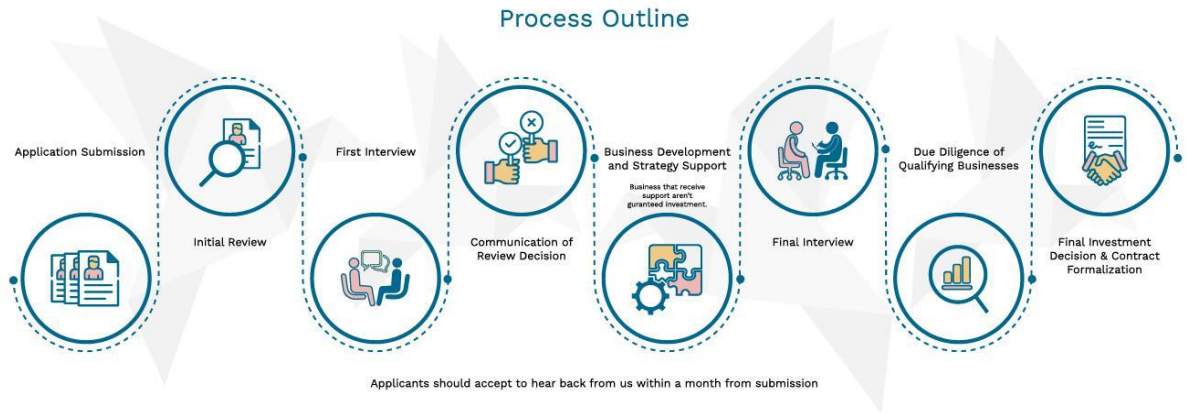 Process Outline
Application Submission
Initial Review
First Interview
Communication of
Review Decision
Business Development
and Strategy Support
Business that receive
support aren't
guranteed investment.
Final Interview
Due Diligence of
Qualifying Businesses
Final Investment
Decision & Contract
Formalization
Applicants should accept to hear back from us within a month from submission